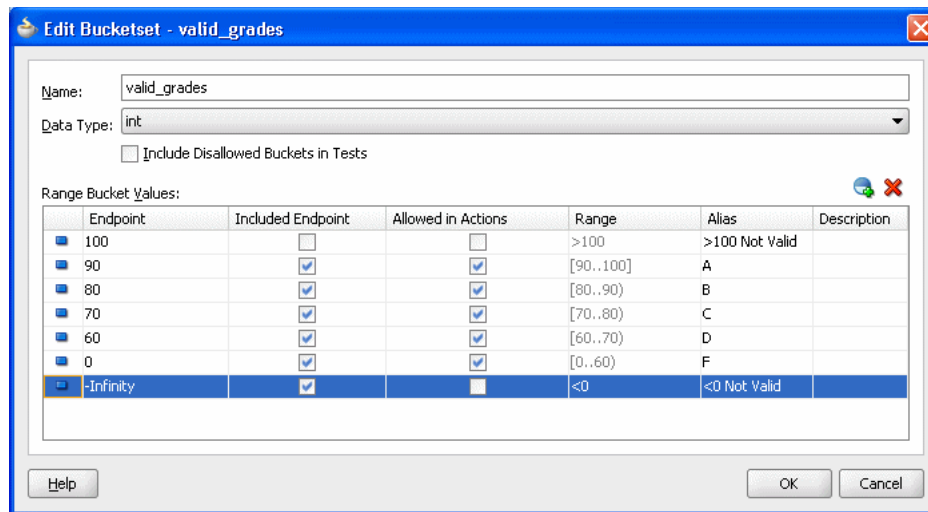 Edit Bucketset - valid_grades
Name: valid_grades
Data Type: int
Include Disallowed Buckets in Tests
Range Bucket Values:
Endpoint Included Endpoint Allowed in Actions Range Alias Description
100 >100 >100 Not Valid
90 [90..100] A
80 [80..90) B
70 [70..80) C
60 [60..70) D
0 [0..60) F
-Infinity <0 <0 Not Valid
Help OK Cancel